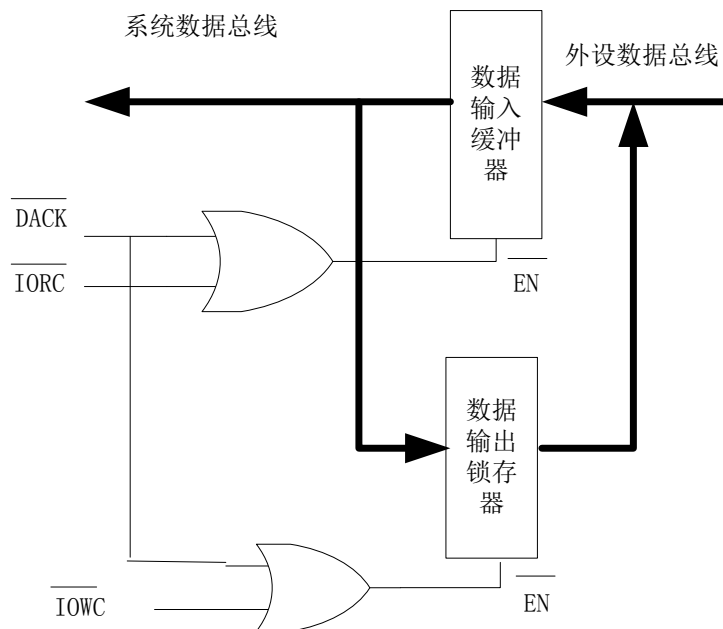 系统数据总线
外设数据总线
数据
输入
缓冲
器
DACK
IORC
EN
数据
输出
锁存
器
IOWC
EN